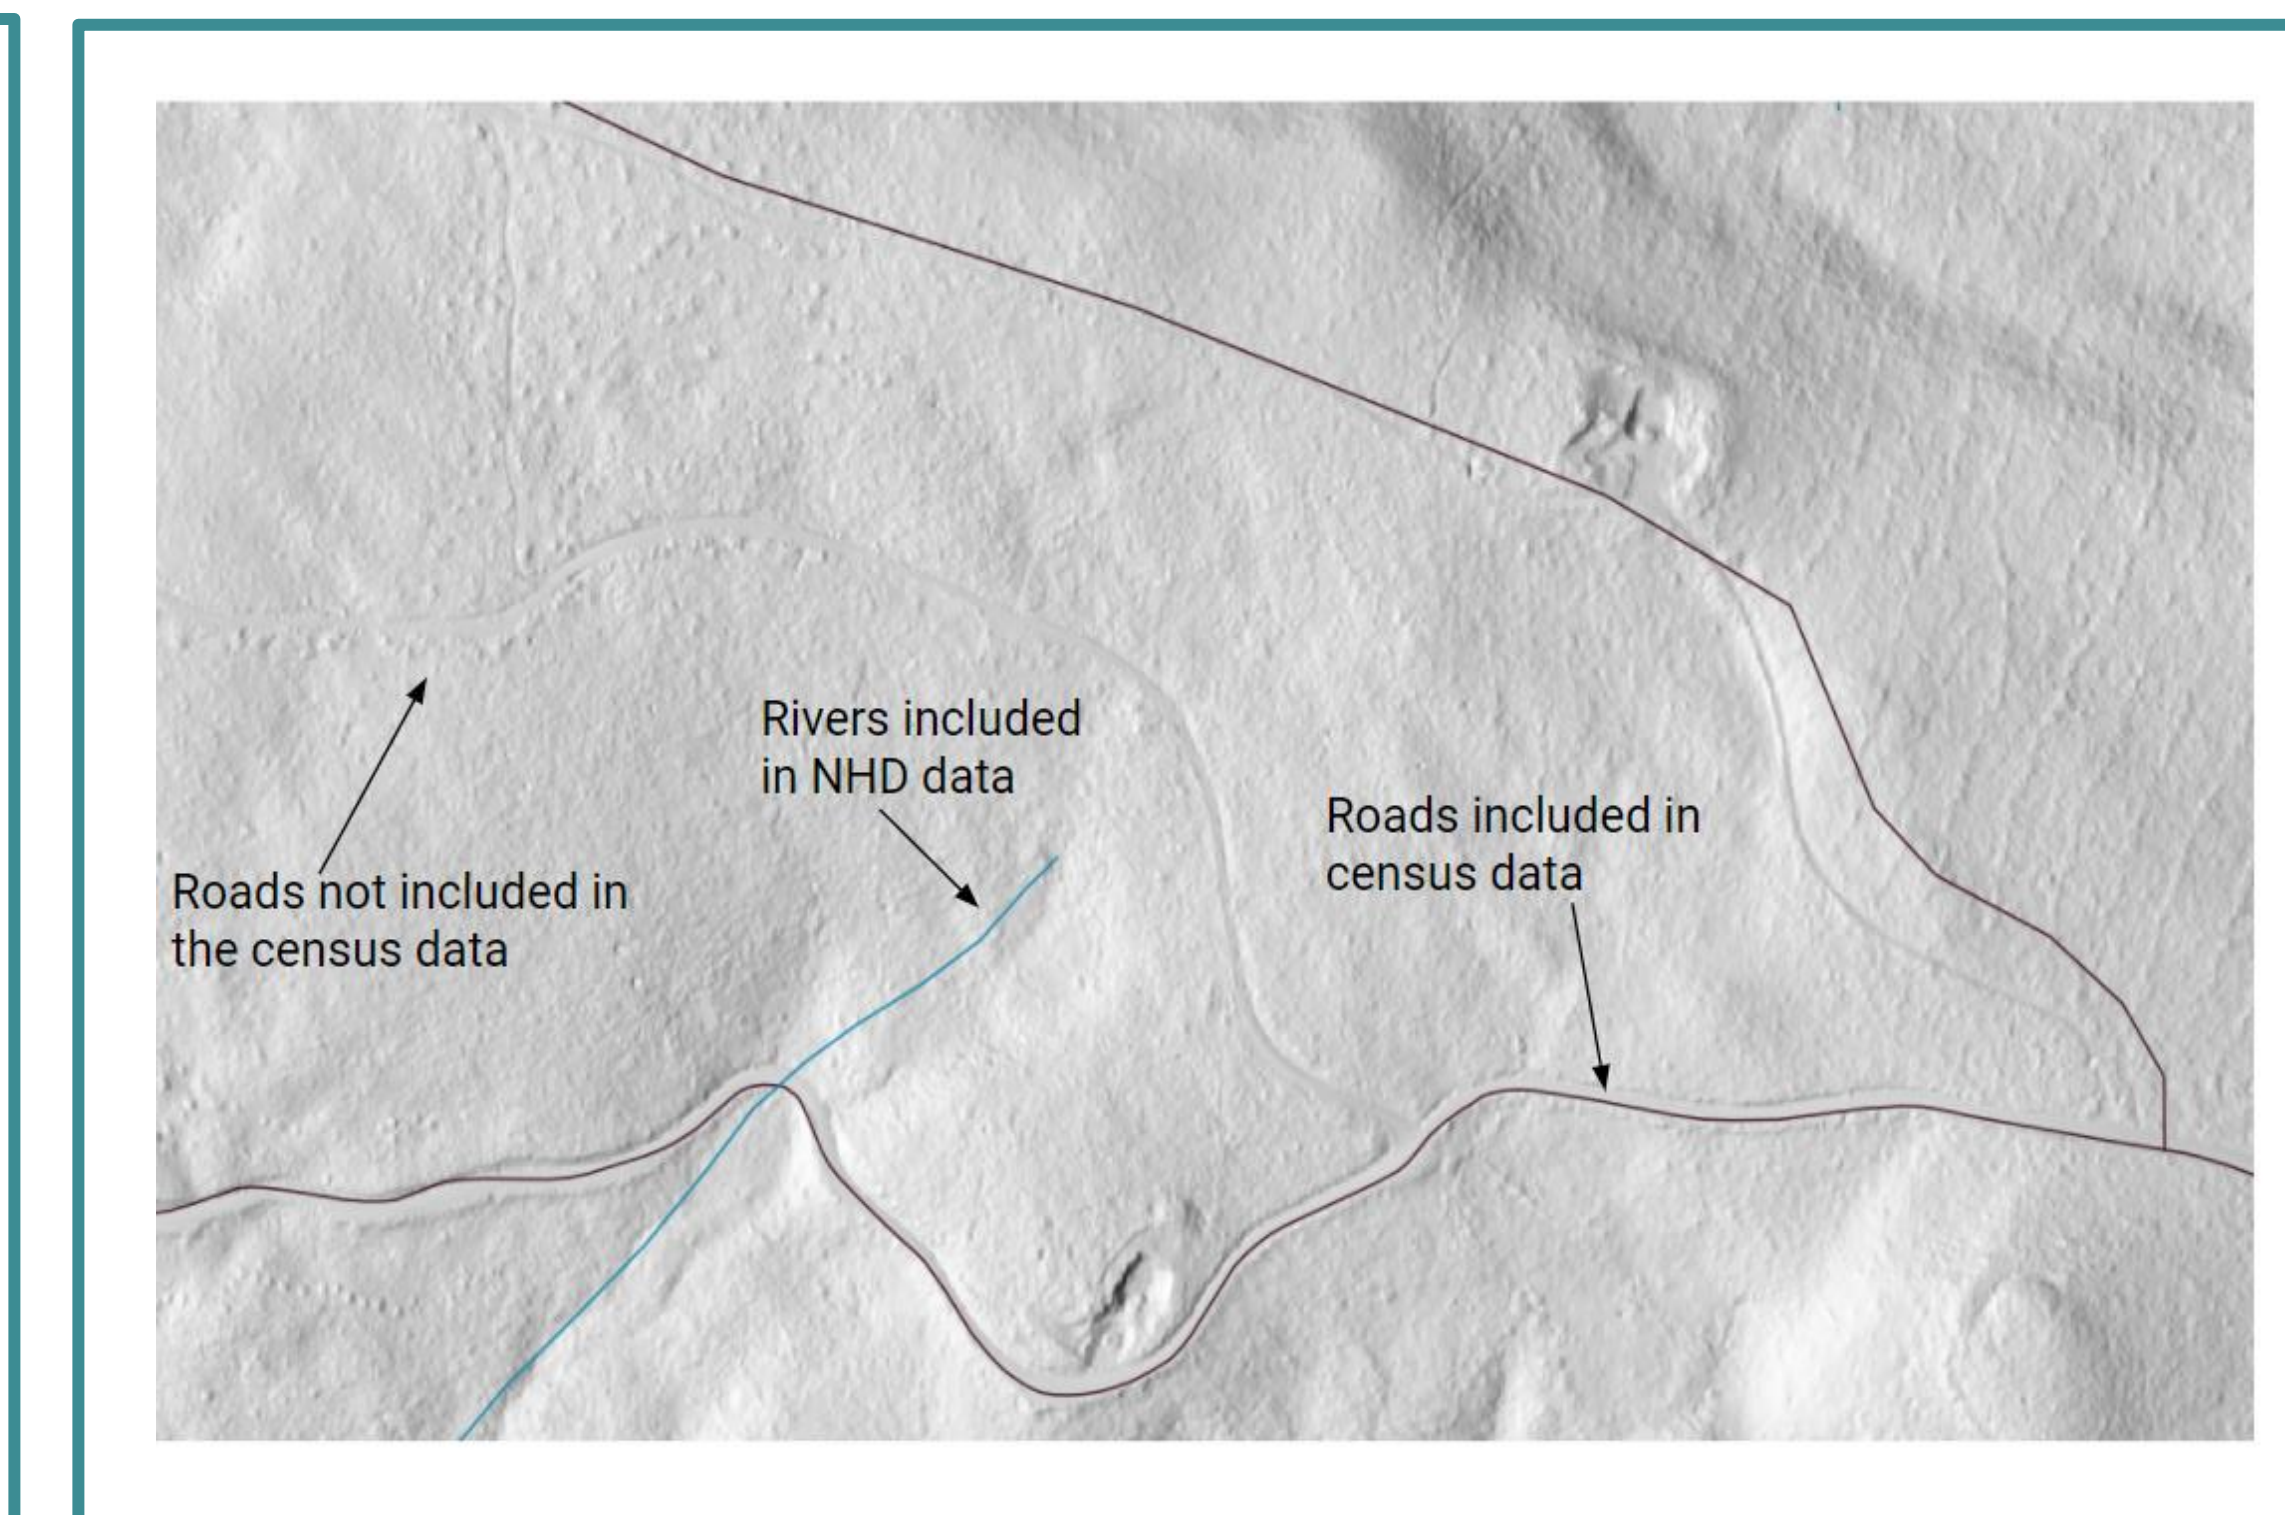 Rivers included
in NHD data
Roads included in
census data
Roads not included in
the census data